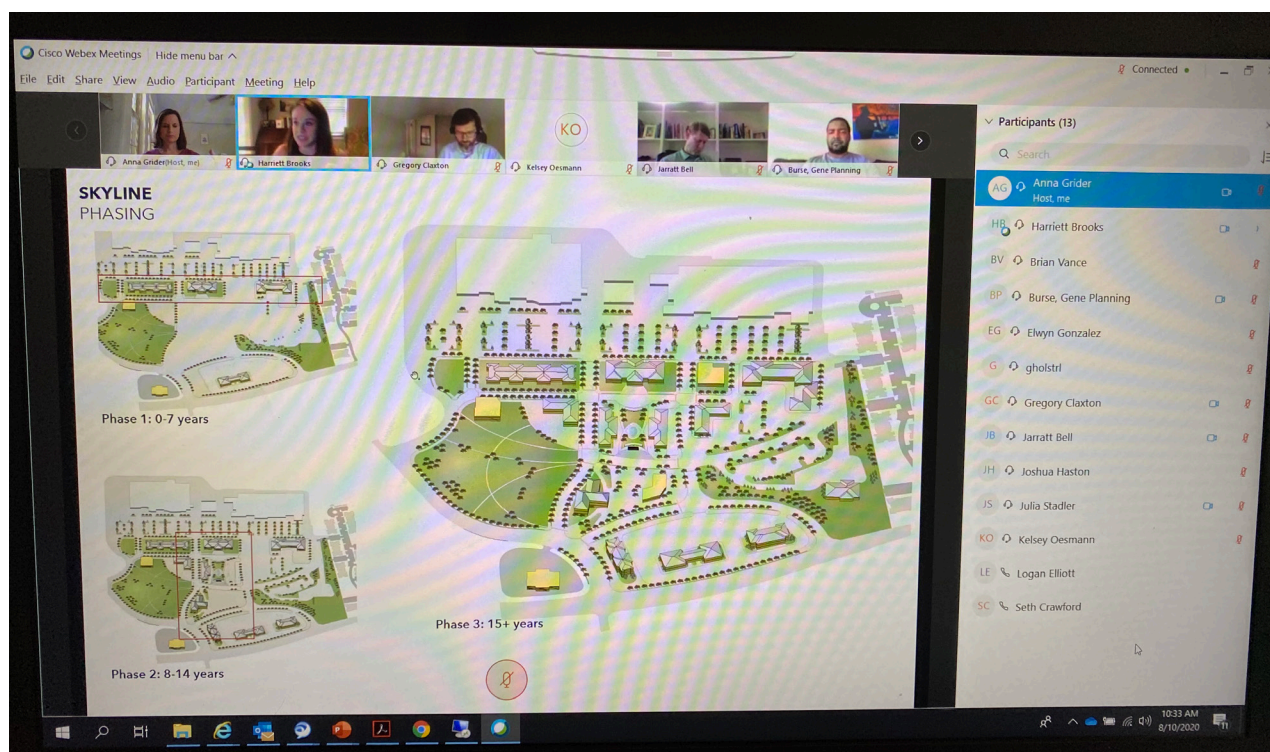 Cisco Webex Meetings Hide menu bar
Connected
File Edit Share View Audio Participant Meeting Help
KO
Anna Grider(Host, me)
Harriett Brooks
Gregory Claxton
Kelsey Oesmann
Jarratt Bell
Burse, Gene Planning
SKYLINE
PHASING
Phase 1: 0-7 years
Phase 2: 8-14 years
Phase 3: 15+ years
Participants (13)
Search
AG Anna Grider
Host, me
HB Harriett Brooks
BV Brian Vance
BP Burse, Gene Planning
EG Elwyn Gonzalez
G gholstrl
GC Gregory Claxton
JB Jarratt Bell
JH Joshua Haston
JS Julia Stadler
KO Kelsey Oesmann
LE Logan Elliott
SC Seth Crawford
10:33 AM
8/10/2020
11